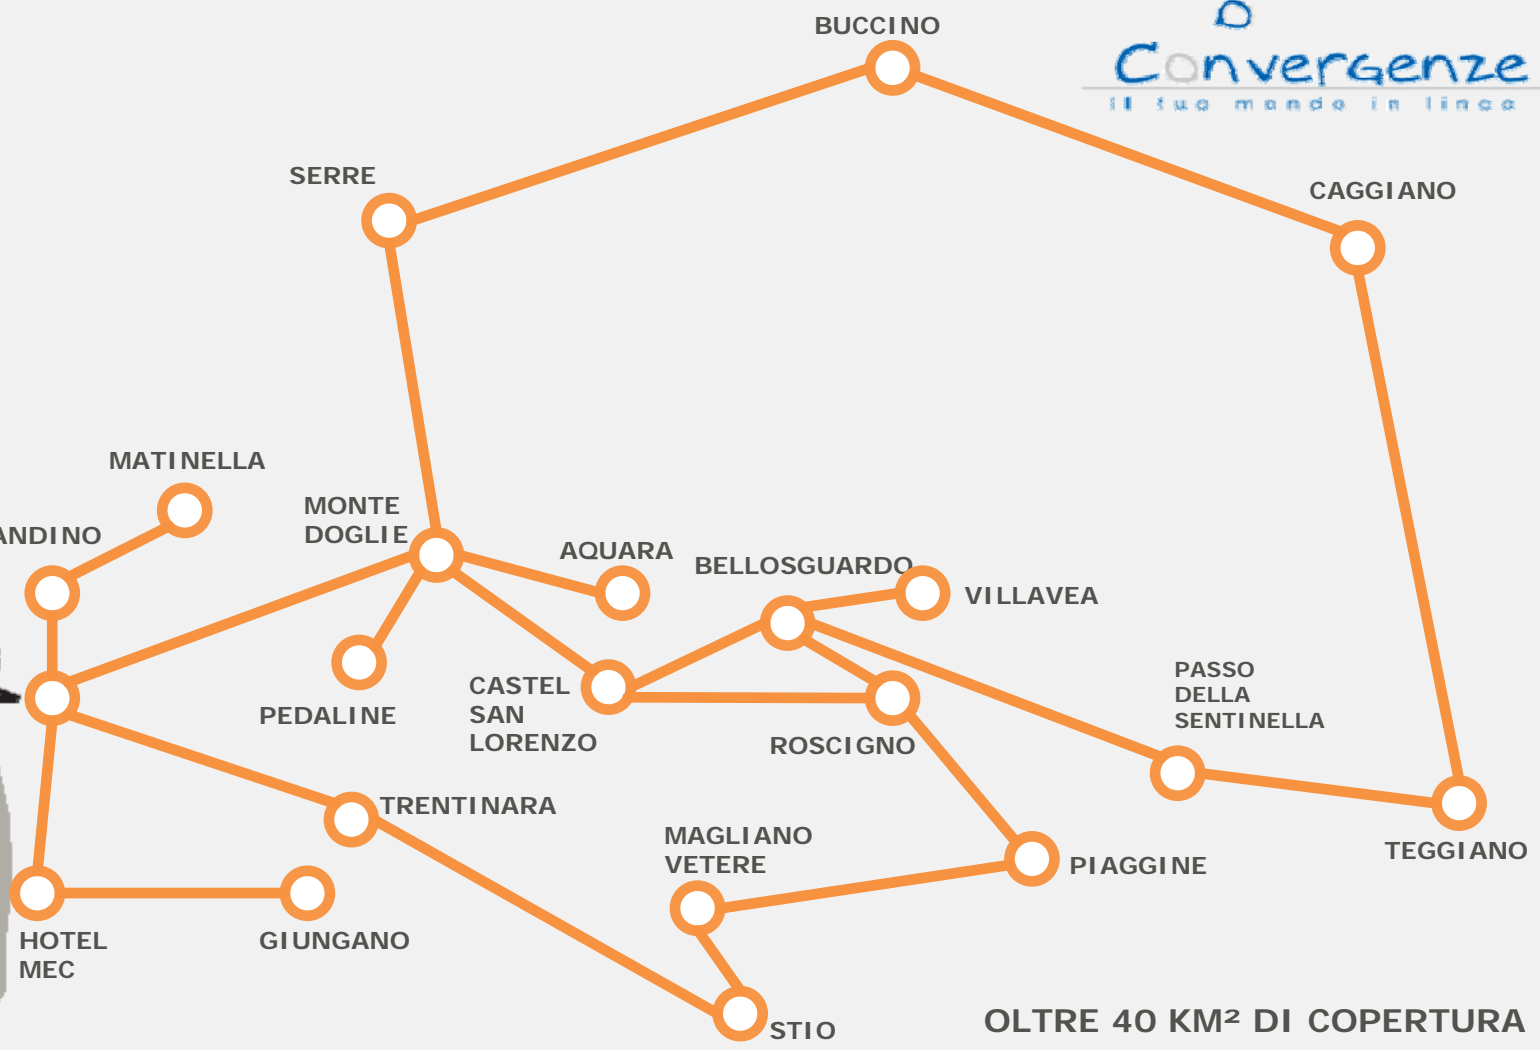 BUCCINO
Convergenze
il tuo mondo in linea
SERRE
CAGGIANO
MATINELLA
MONTE
DOGLIE
ANDINO
AQUARA
BELLOSGUARDO
VILLAVEA
PASSO
DELLA
SENTINELLA
CASTEL
SAN
LORENZO
PEDALINE
ROSCIGNO
TRENTINARA
MAGLIANO
VETERE
PIAGGINE
TEGGIANO
HOTEL
MEC
GIUNGANO
STIO
OLTRE 40 KM² DI COPERTURA